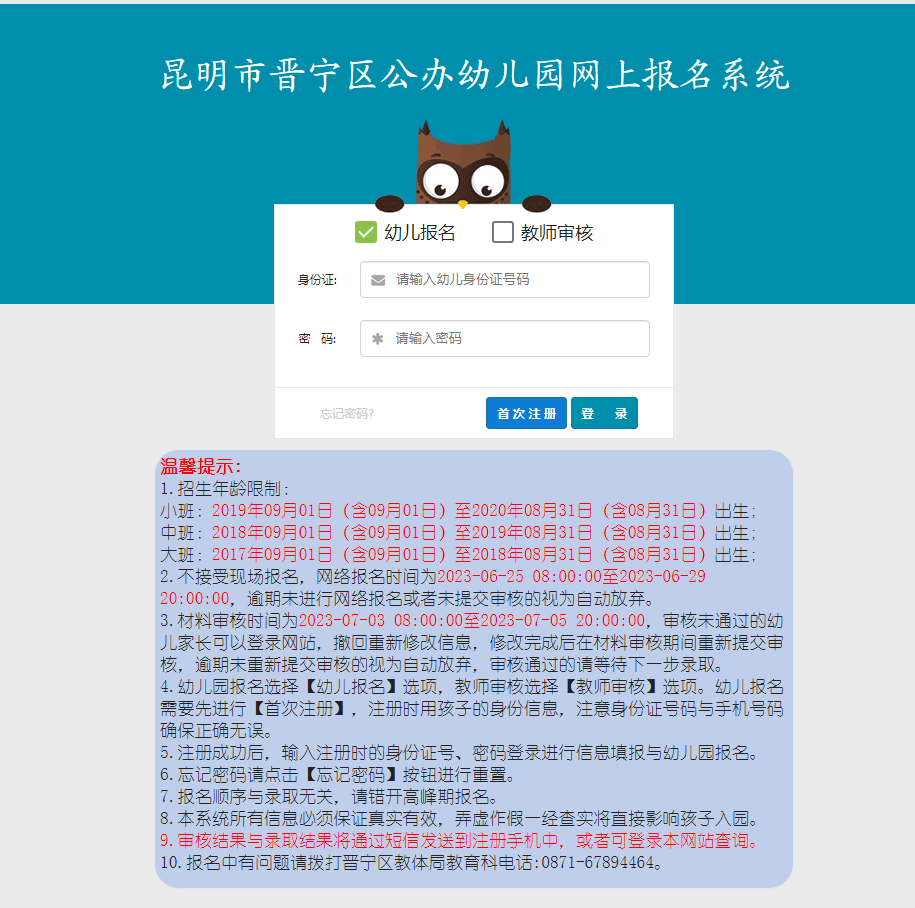 昆明市晋宁区公办幼儿园网上报名系统
幼儿报名 教师审核
身份证: 请输入幼儿身份证号码
密 码: 请输入密码
忘记密码? 首次注册 登 录
温馨提示：
1.招生年龄限制；
小班：2019年09月01日（含09月01日）至2020年08月31日（含08月31日）出生；
中班：2018年09月01日（含09月01日）至2019年08月31日（含08月31日）出生；
大班：2017年09月01日（含09月01日）至2018年08月31日（含08月31日）出生；
2.不接受现场报名，网络报名时间为2023-06-25 08:00:00至2023-06-29
20:00:00，逾期未进行网络报名或者未提交审核的视为自动放弃。
3.材料审核时间为2023-07-03 08:00:00至2023-07-05 20:00:00，审核未通过的幼
儿家长可以登录网站，撤回重新修改信息，修改完成后在材料审核期间重新提交审
核，逾期未重新提交审核的视为自动放弃，审核通过的请等待下一步录取。
4.幼儿园报名选择【幼儿报名】选项，教师审核选择【教师审核】选项。幼儿报名
需要先进行【首次注册】，注册时用孩子的身份信息，注意身份证号码与手机号码
确保正确无误。
5.注册成功后，输入注册时的身份证号、密码登录进行信息填报与幼儿园报名。
6.忘记密码请点击【忘记密码】按钮进行重置。
7.报名顺序与录取无关，请错开高峰期报名。
8.本系统所有信息必须保证真实有效，弄虚作假一经查实将直接影响孩子入园。
9.审核结果与录取结果将通过短信发送到注册手机中，或者可登录本网站查询。
10.报名中有问题请拨打晋宁区教体局教育科电话:0871-67894464。